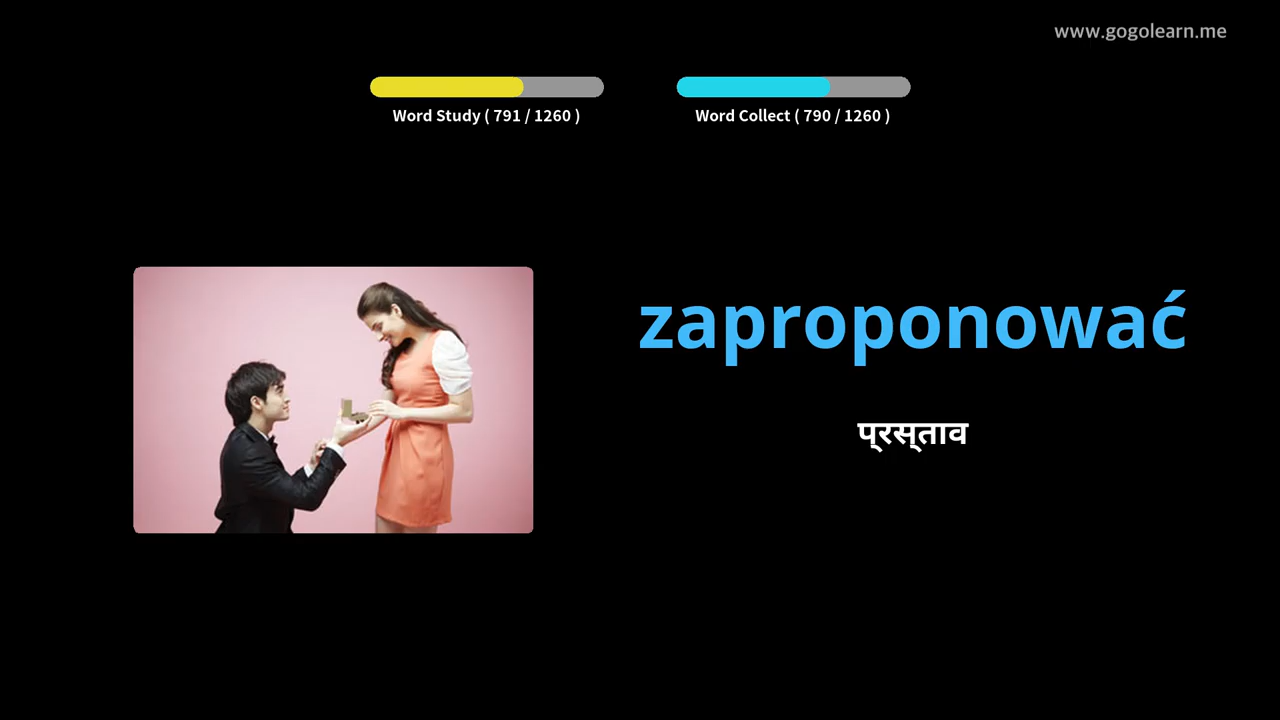 www.gogolearn.me
Word Study ( 791 / 1260 )
Word Collect ( 790 / 1260 )
zaproponować
प्रस्ताव